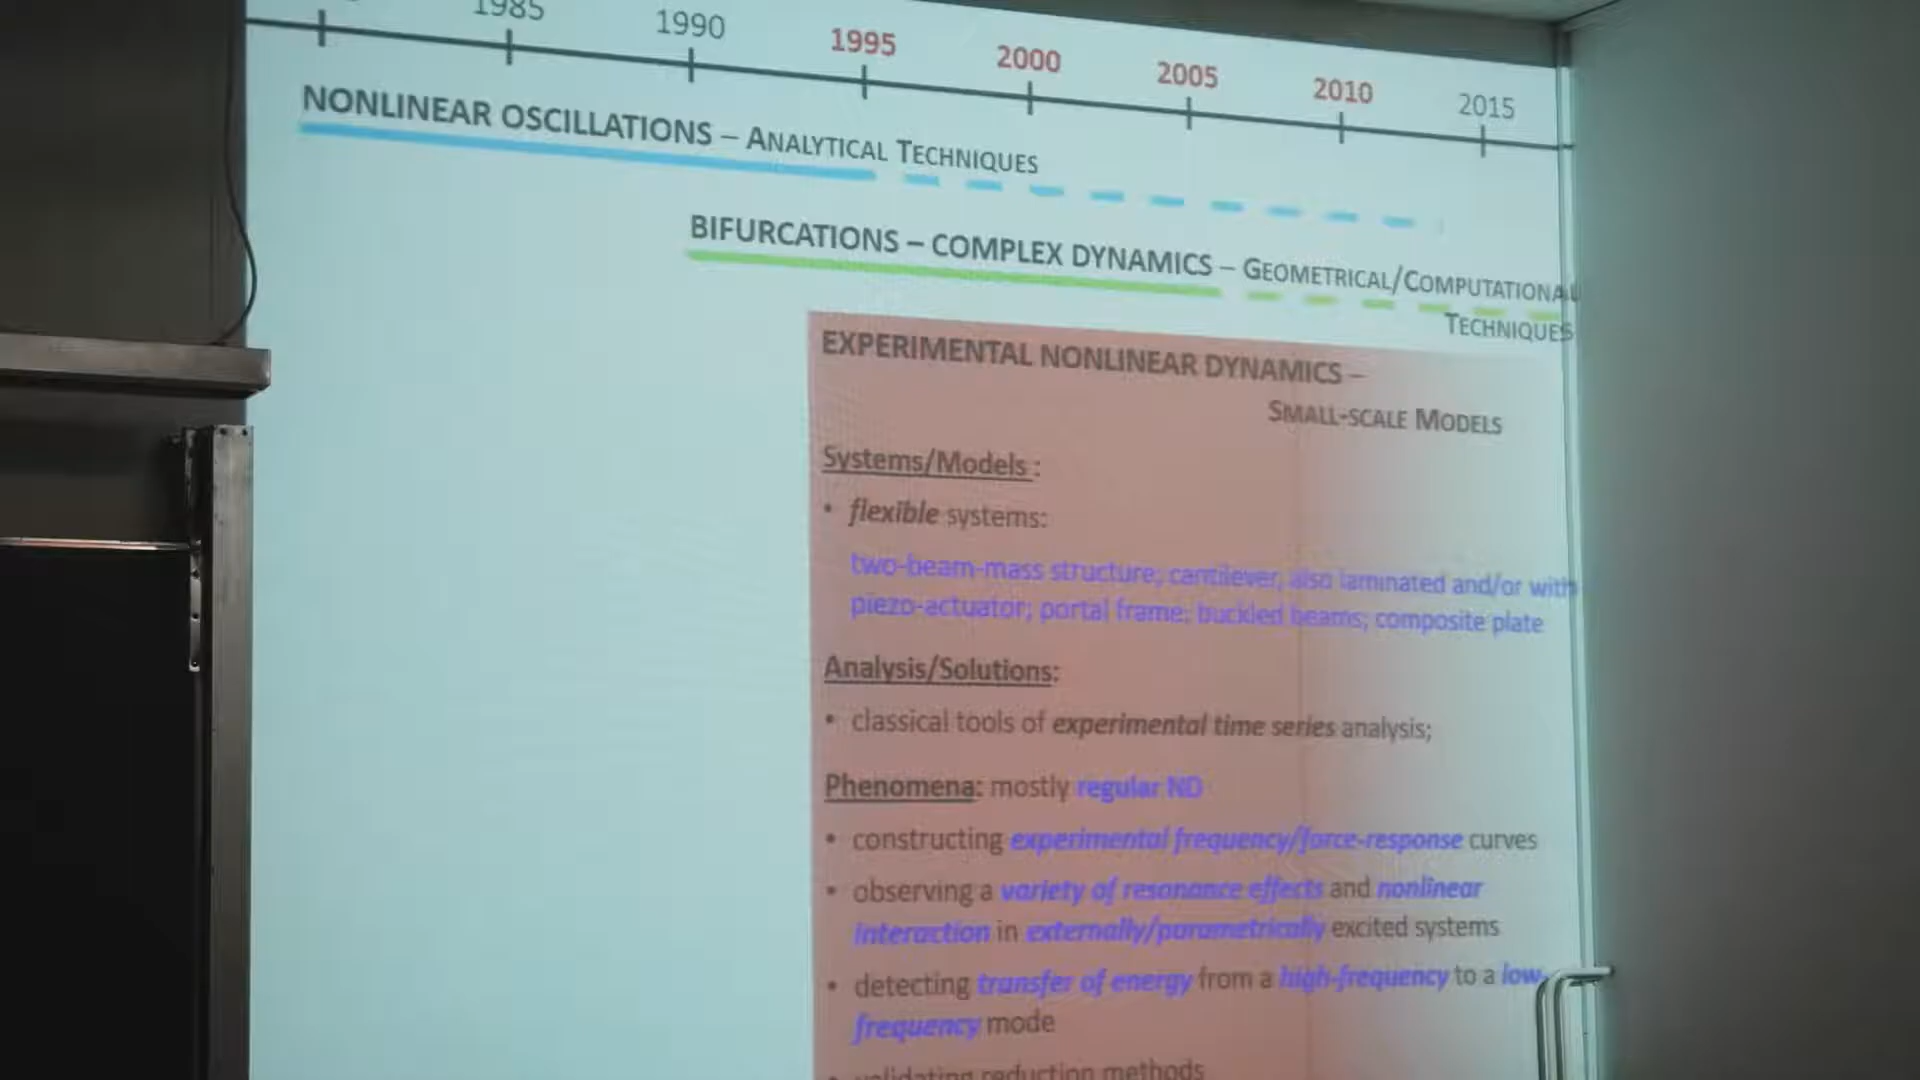 1985 1990 1995 2000 2005 2010 2015
NONLINEAR OSCILLATIONS – ANALYTICAL TECHNIQUES
BIFURCATIONS – COMPLEX DYNAMICS – GEOMETRICAL/COMPUTATIONAL
TECHNIQUES
EXPERIMENTAL NONLINEAR DYNAMICS –
SMALL-SCALE MODELS
Systems/Models :
• flexible systems:
two-beam-mass structure; cantilever, also laminated and/or with
piezo-actuator; portal frame; buckled beams; composite plate
Analysis/Solutions:
• classical tools of experimental time series analysis;
Phenomena: mostly regular ND
• constructing experimental frequency/force-response curves
• observing a variety of resonance effects and nonlinear
interaction in externally/parametrically excited systems
• detecting transfer of energy from a high-frequency to a low-
frequency mode
• validating reduction methods